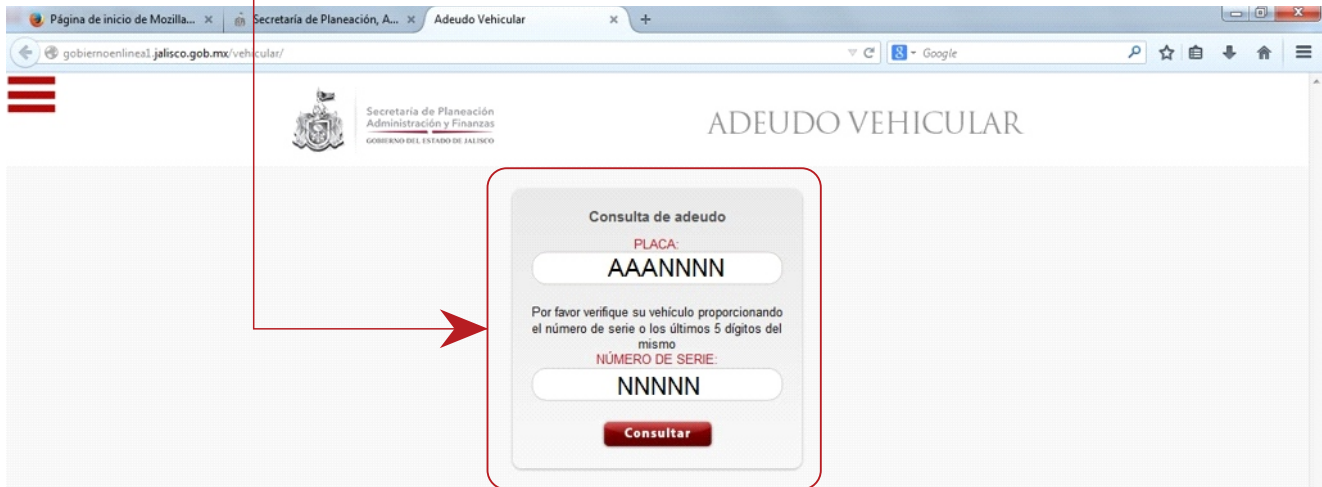 Página de inicio de Mozilla...
Secretaría de Planeación, A...
Adeudo Vehicular
gobiernoenlinea1.jalisco.gob.mx/vehicular/
Google
Secretaría de Planeación
Administración y Finanzas
GOBIERNO DEL ESTADO DE JALISCO
ADEUDO VEHICULAR
Consulta de adeudo
PLACA:
AAANNNN
Por favor verifique su vehículo proporcionando
el número de serie o los últimos 5 dígitos del
mismo
NÚMERO DE SERIE:
NNNNN
Consultar